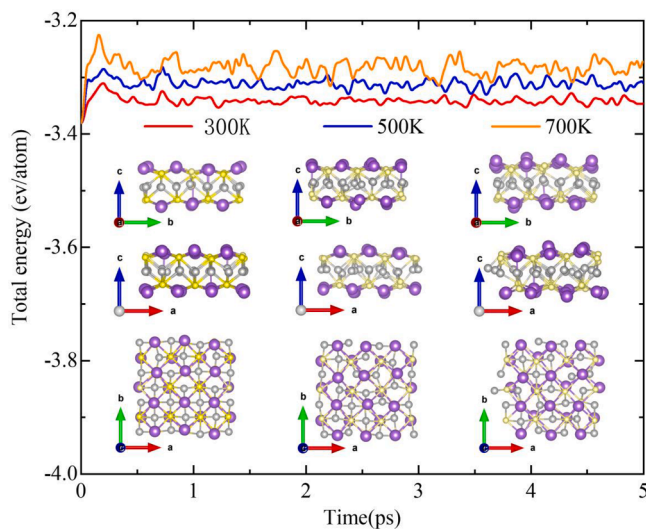 -3.2
-3.4
-3.6
-3.8
-4.0
Total energy (ev/atom)
300K 500K 700K
c b c b c b
c a c a c a
b a b a b a
0 1 2 3 4 5
Time(ps)